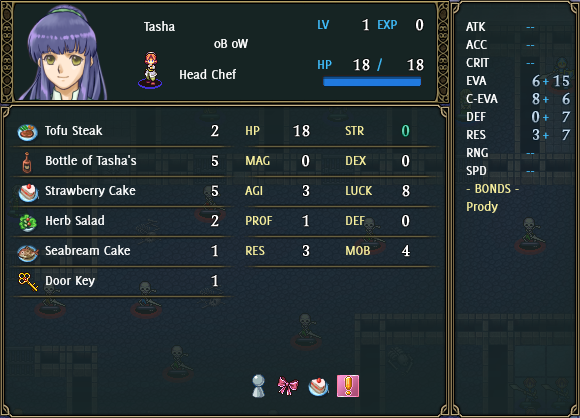 Tasha
LV 1 EXP 0
oB oW
Head Chef
HP 18 / 18
Tofu Steak 2
Bottle of Tasha's 5
Strawberry Cake 5
Herb Salad 2
Seabream Cake 1
Door Key 1
HP 18 STR 0
MAG 0 DEX 0
AGI 3 LUCK 8
PROF 1 DEF 0
RES 3 MOB 4
ATK --
ACC --
CRIT --
EVA 6+15
C-EVA 8+ 6
DEF 0+ 7
RES 3+ 7
RNG --
SPD --
- BONDS -
Prody